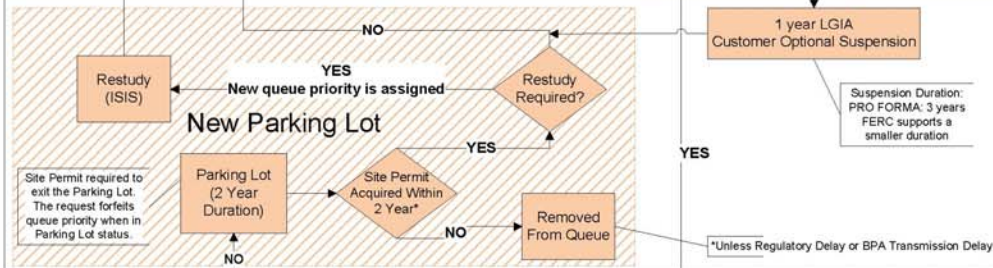 NO
1 year LGIA
Customer Optional Suspension
YES
New queue priority is assigned
Restudy
(ISIS)
Restudy
Required?
Suspension Duration:
PRO FORMA: 3 years
FERC supports a
smaller duration
New Parking Lot
YES
YES
Site Permit required to
exit the Parking Lot.
The request forfeits
queue priority when in
Parking Lot status.
Parking Lot
(2 Year
Duration)
Site Permit
Acquired Within
2 Year*
NO
Removed
From Queue
*Unless Regulatory Delay or BPA Transmission Delay
NO